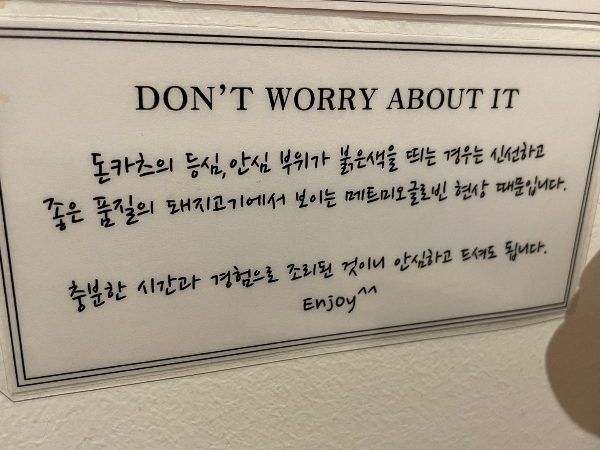 DON'T WORRY ABOUT IT
돈카츠의 등심,안심 부위가 붉은색을 띄는 경우는 신선하고
좋은 품질의 돼지고기에서 보이는 메트미오글로빈 현상 때문입니다.
충분한 시간과 경험으로 조리된 것이니 안심하고 드셔도 됩니다.
Enjoy^^